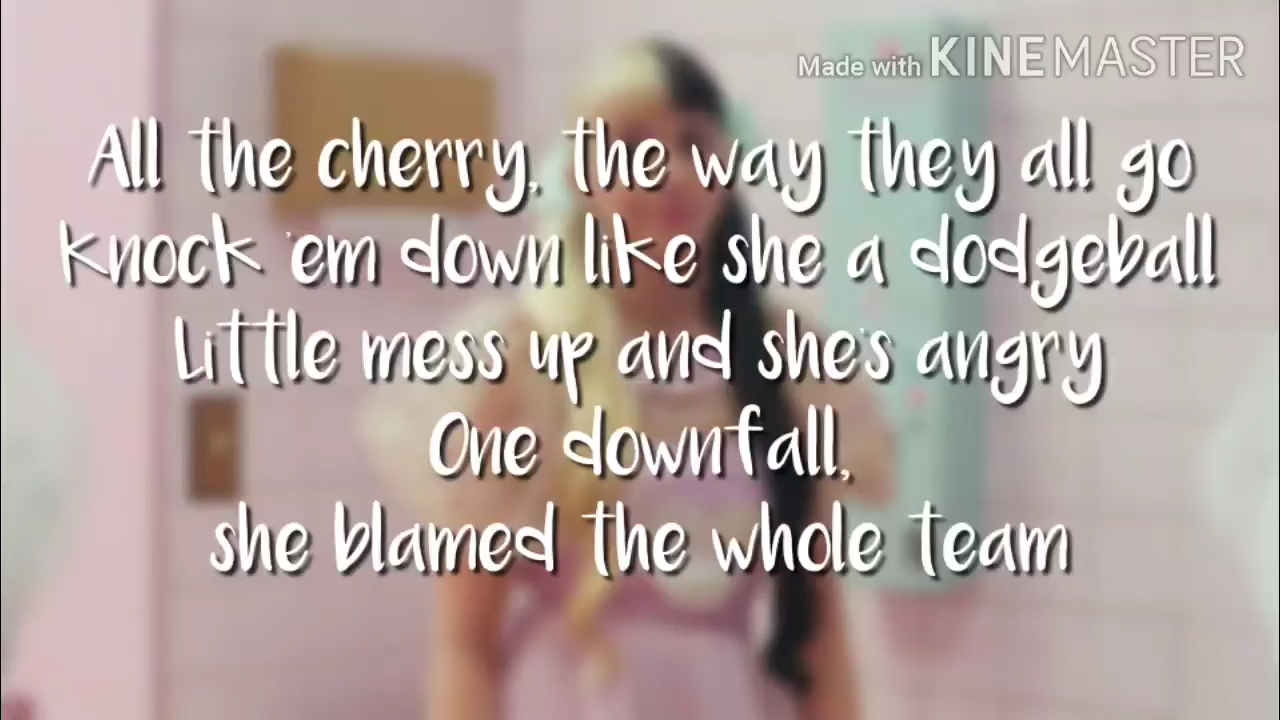 Made with KINEMASTER
All the cherry, the way they all go
Knock 'em down like she a dodgeball
Little mess up and she's angry
One downfall,
she blamed the whole team